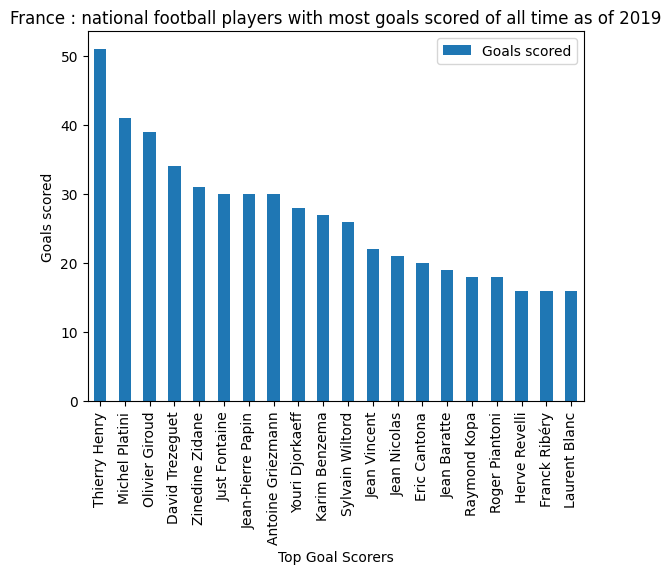 France : national football players with most goals scored of all time as of 2019
Goals scored
Goals scored
50
40
30
20
10
0
Thierry Henry
Michel Platini
Olivier Giroud
David Trezeguet
Zinedine Zidane
Just Fontaine
Jean-Pierre Papin
Antoine Griezmann
Youri Djorkaeff
Karim Benzema
Sylvain Wiltord
Jean Vincent
Jean Nicolas
Eric Cantona
Jean Baratte
Raymond Kopa
Roger Piantoni
Herve Revelli
Franck Ribéry
Laurent Blanc
Top Goal Scorers